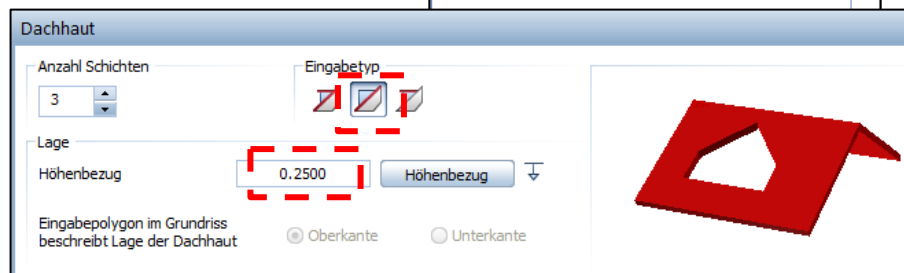 Dachhaut
Anzahl Schichten
Eingabetyp
3
Lage
Höhenbezug
0.2500
Höhenbezug
Eingabepolygon im Grundriss
beschreibt Lage der Dachhaut
Oberkante
Unterkante